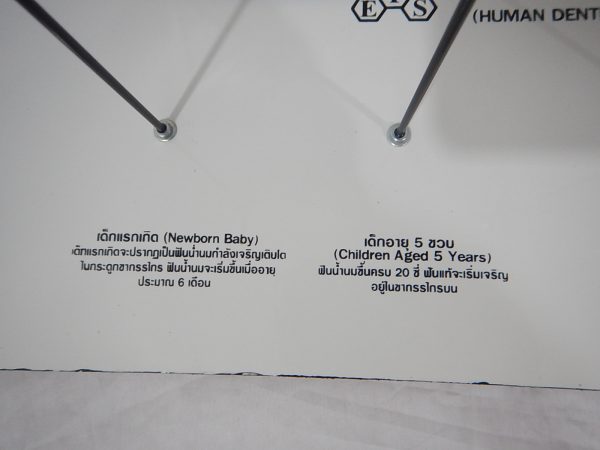 EPS
(HUMAN DENT
เด็กแรกเกิด (Newborn Baby)
เด็กแรกเกิดจะปรากฏเป็นฟันน้ำนมกำลังเจริญเติบโต
ในกระดูกขากรรไกร ฟันน้ำนมจะเริ่มขึ้นเมื่ออายุ
ประมาณ 6 เดือน
เด็กอายุ 5 ขวบ
(Children Aged 5 Years)
ฟันน้ำนมขึ้นครบ 20 ซี่ ฟันแท้จะเริ่มเจริญ
อยู่ในขากรรไกรบน